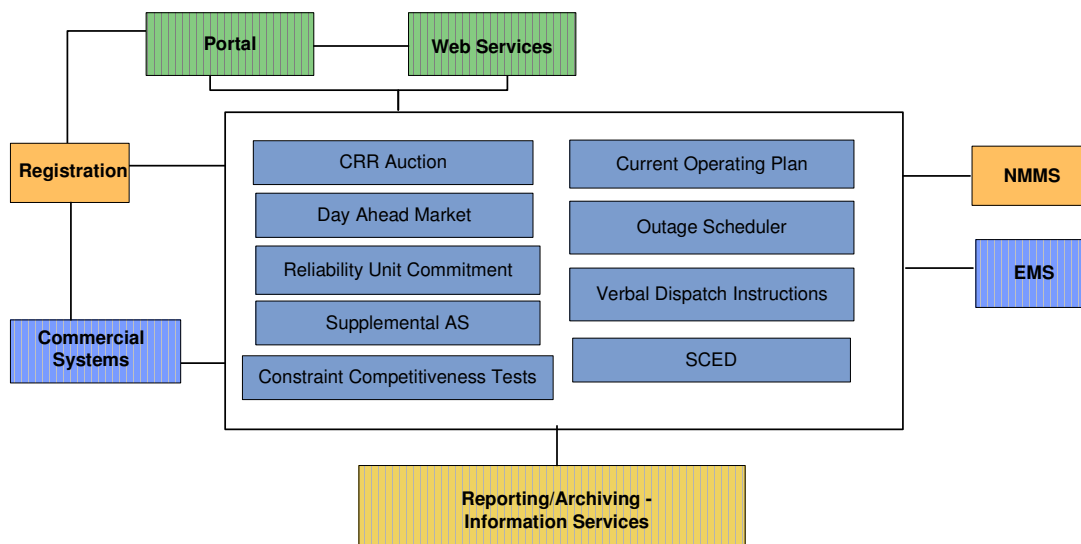 Portal
Web Services
Registration
CRR Auction
Current Operating Plan
NMMS
Day Ahead Market
Outage Scheduler
Reliability Unit Commitment
EMS
Verbal Dispatch Instructions
Supplemental AS
Commercial
Systems
SCED
Constraint Competitiveness Tests
Reporting/Archiving -
Information Services